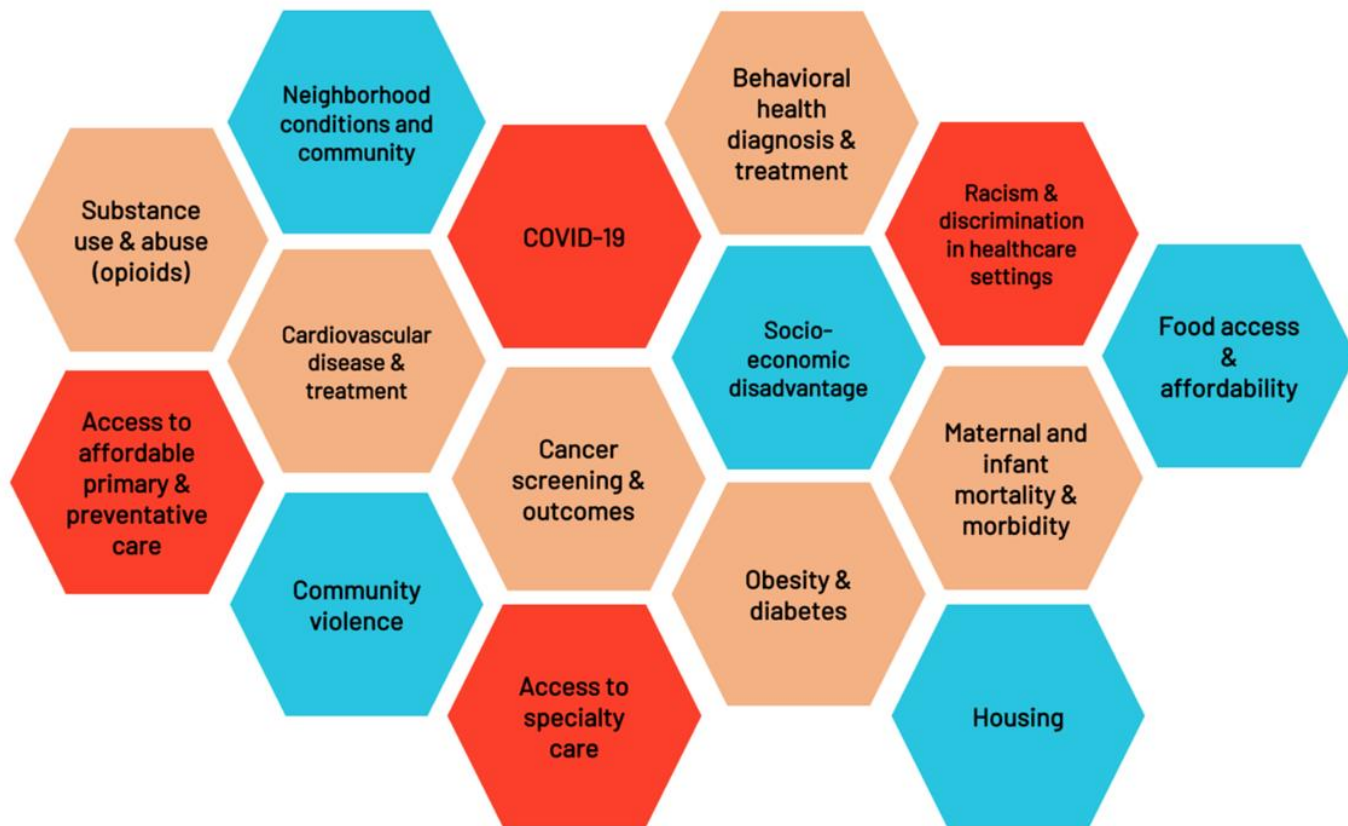 Neighborhood
conditions and
community
Behavioral
health
diagnosis &
treatment
Substance
use & abuse
(opioids)
COVID-19
Racism &
discrimination
in healthcare
settings
Cardiovascular
disease &
treatment
Socio-
economic
disadvantage
Food access
&
affordability
Access to
affordable
primary &
preventative
care
Cancer
screening &
outcomes
Maternal and
infant
mortality &
morbidity
Community
violence
Obesity &
diabetes
Access to
specialty
care
Housing